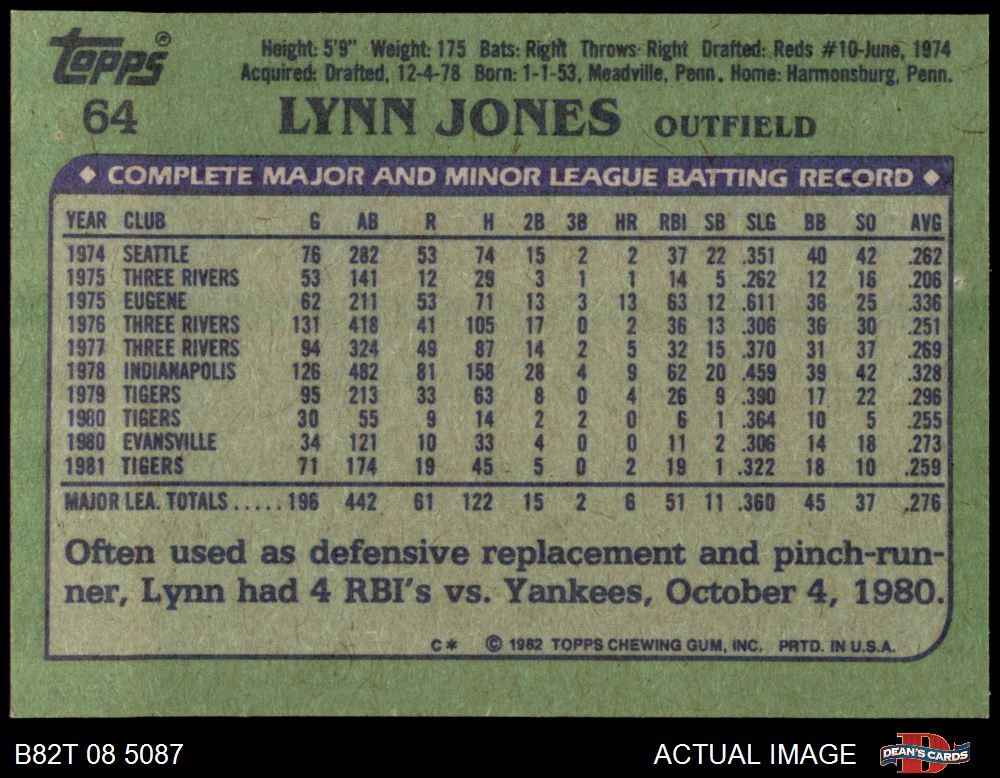 Topps®
64
Height: 5'9" Weight: 175 Bats: Right Throws: Right Drafted: Reds #10-June, 1974
Acquired: Drafted, 12-4-78 Born: 1-1-53, Meadville, Penn. Home: Harmonsburg, Penn.
LYNN JONES OUTFIELD
◆ COMPLETE MAJOR AND MINOR LEAGUE BATTING RECORD ◆
YEAR CLUB G AB R H 2B 3B HR RBI SB SLG BB SO AVG
1974 SEATTLE 76 282 53 74 15 2 2 37 22 .351 40 42 .262
1975 THREE RIVERS 53 141 12 29 3 1 1 14 5 .262 12 16 .206
1975 EUGENE 62 211 53 71 13 3 13 63 12 .611 36 25 .336
1976 THREE RIVERS 131 418 41 105 17 0 2 36 13 .306 36 30 .251
1977 THREE RIVERS 94 324 49 87 14 2 5 32 15 .370 31 37 .269
1978 INDIANAPOLIS 126 482 81 158 28 4 9 62 20 .459 39 42 .328
1979 TIGERS 95 213 33 63 8 0 4 26 9 .390 17 22 .296
1980 TIGERS 30 55 9 14 2 2 0 6 1 .364 10 5 .255
1980 EVANSVILLE 34 121 10 33 4 0 0 11 2 .306 14 18 .273
1981 TIGERS 71 174 19 45 5 0 2 19 1 .322 18 10 .259
MAJOR LEA. TOTALS ..... 196 442 61 122 15 2 6 51 11 .360 45 37 .276
Often used as defensive replacement and pinch-run-
ner, Lynn had 4 RBI's vs. Yankees, October 4, 1980.
C* © 1982 TOPPS CHEWING GUM, INC. PRTD. IN U.S.A.
B82T 08 5087 ACTUAL IMAGE D DEAN'S CARDS